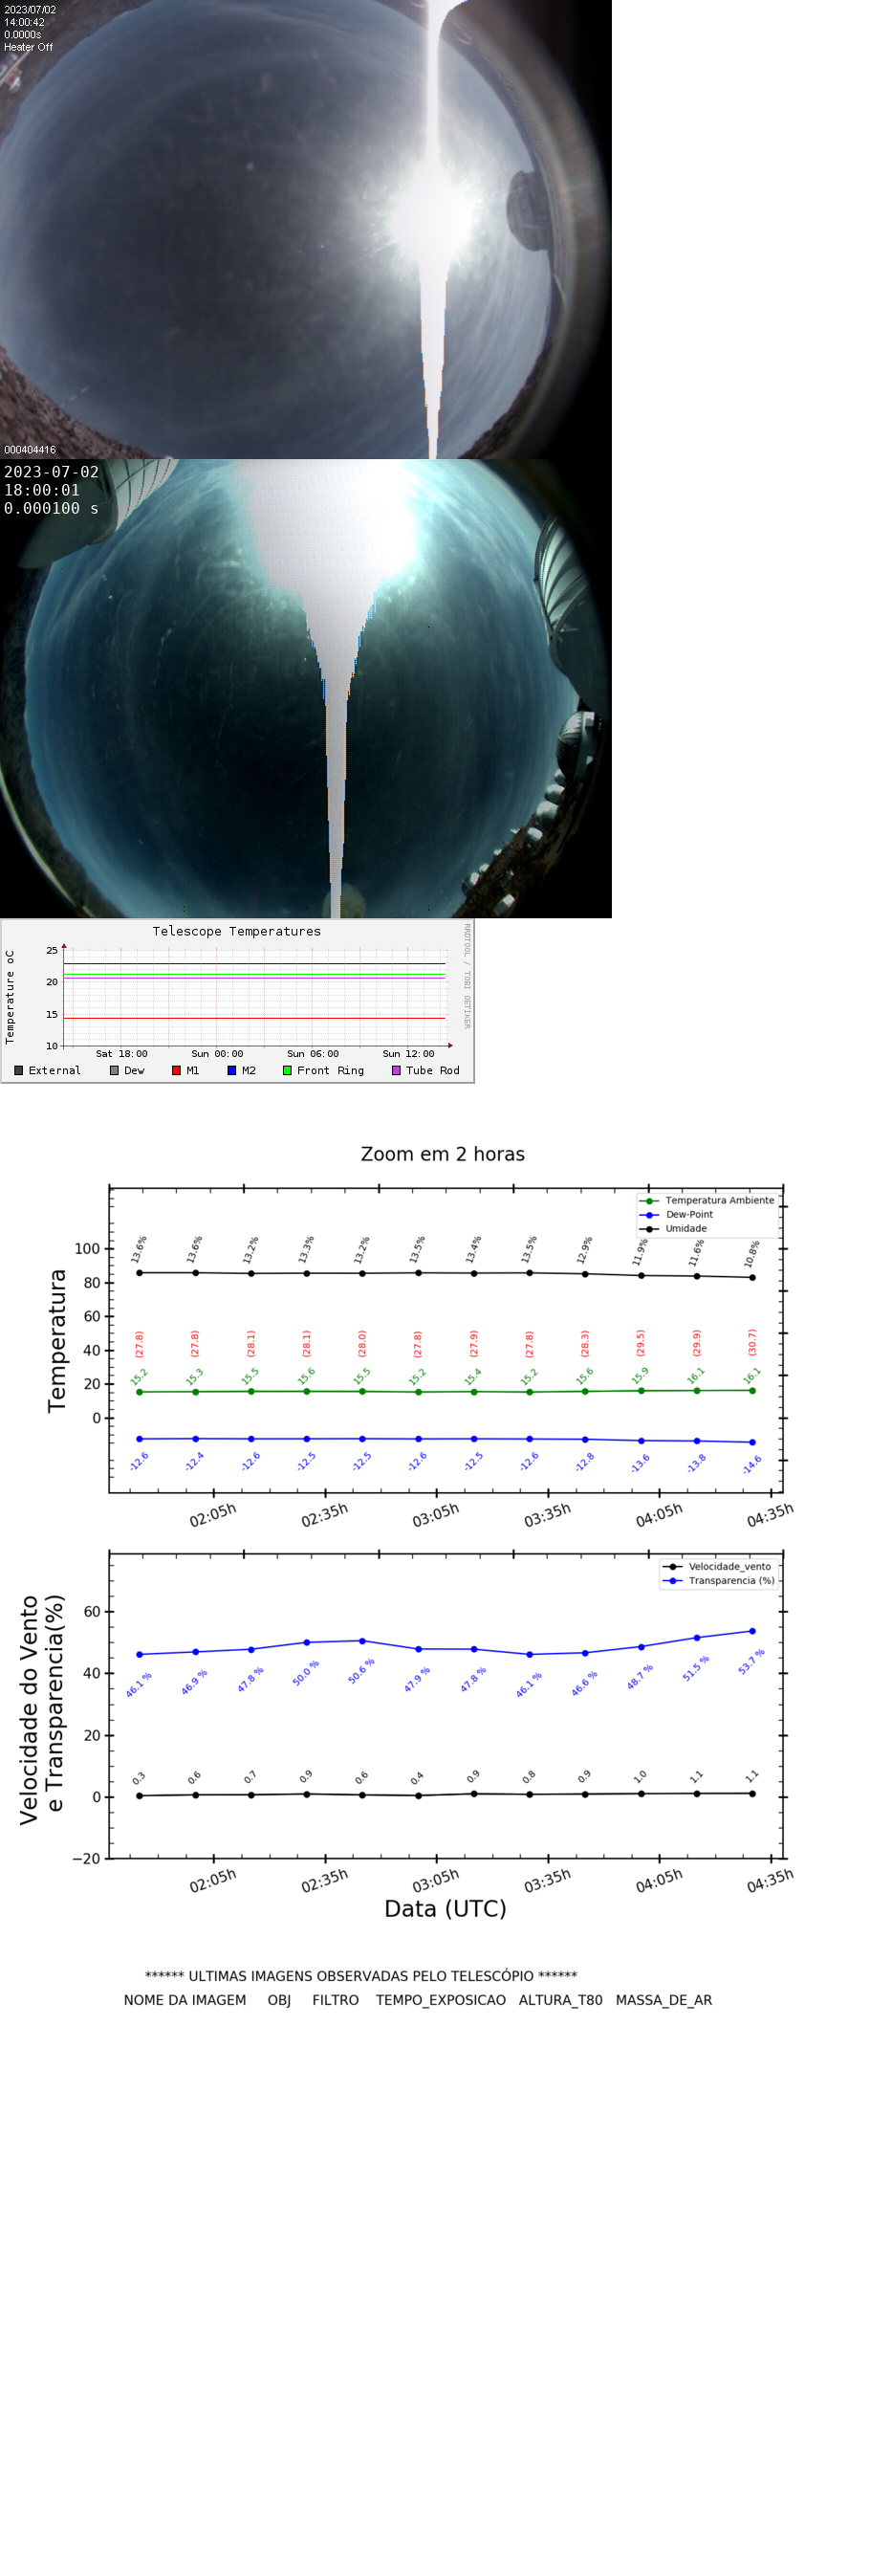 2023/07/02
14:00:42
0.0000s
Heater Off
000404416
2023-07-02
18:00:01
0.000100 s
Telescope Temperatures
Temperature oC
RRDTOOL / TOBI OETIKER
25
20
15
10
Sat 18:00 Sun 00:00 Sun 06:00 Sun 12:00
External Dew M1 M2 Front Ring Tube Rod
Zoom em 2 horas
Temperatura
Temperatura Ambiente
Dew-Point
Umidade
100
80
60
40
20
0
13.6% 13.6% 13.2% 13.3% 13.2% 13.5% 13.4% 13.5% 12.9% 11.9% 11.6% 10.8%
(27.8) (27.8) (28.1) (28.1) (28.0) (27.8) (27.9) (27.8) (28.3) (29.5) (29.9) (30.7)
15.2 15.3 15.5 15.6 15.5 15.2 15.4 15.2 15.6 15.9 16.1 16.1
-12.6 -12.4 -12.6 -12.5 -12.5 -12.6 -12.5 -12.6 -12.8 -13.6 -13.8 -14.6
02:05h 02:35h 03:05h 03:35h 04:05h 04:35h
Velocidade do Vento
e Transparencia(%)
Velocidade_vento
Transparencia (%)
60
40
20
0
−20
46.1 % 46.9 % 47.8 % 50.0 % 50.6 % 47.9 % 47.8 % 46.1 % 46.6 % 48.7 % 51.5 % 53.7 %
0.3 0.6 0.7 0.9 0.6 0.4 0.9 0.8 0.9 1.0 1.1 1.1
02:05h 02:35h 03:05h 03:35h 04:05h 04:35h
Data (UTC)
****** ULTIMAS IMAGENS OBSERVADAS PELO TELESCÓPIO ******
NOME DA IMAGEM OBJ FILTRO TEMPO_EXPOSICAO ALTURA_T80 MASSA_DE_AR